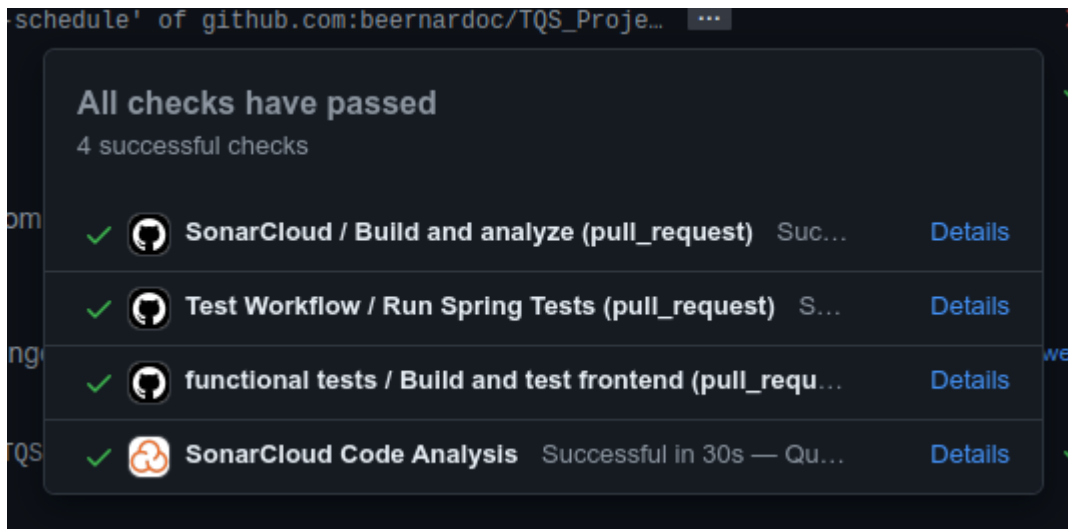 -schedule' of github.com:beernardoc/TQS_Proje… ...
All checks have passed
4 successful checks
SonarCloud / Build and analyze (pull_request) Suc… Details
Test Workflow / Run Spring Tests (pull_request) S… Details
functional tests / Build and test frontend (pull_requ… Details
TQS
SonarCloud Code Analysis Successful in 30s — Qu… Details